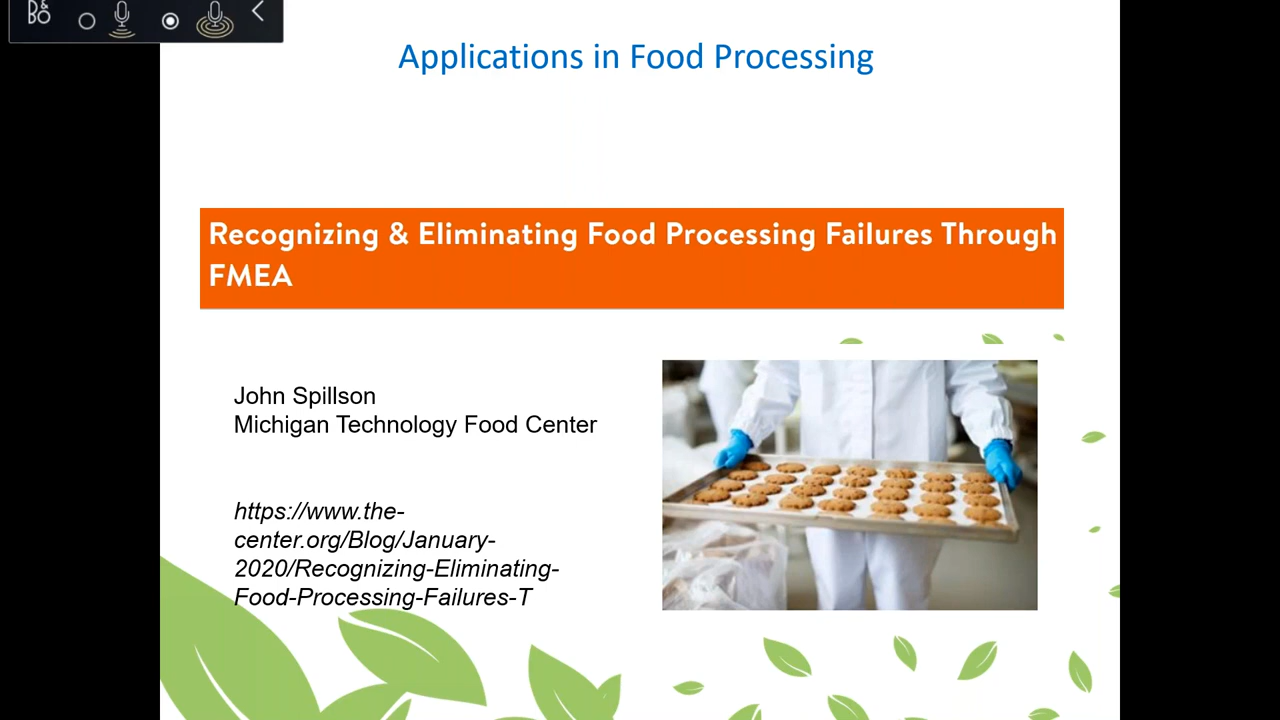 B&O
Applications in Food Processing
Recognizing & Eliminating Food Processing Failures Through
FMEA
John Spillson
Michigan Technology Food Center
https://www.the-
center.org/Blog/January-
2020/Recognizing-Eliminating-
Food-Processing-Failures-T